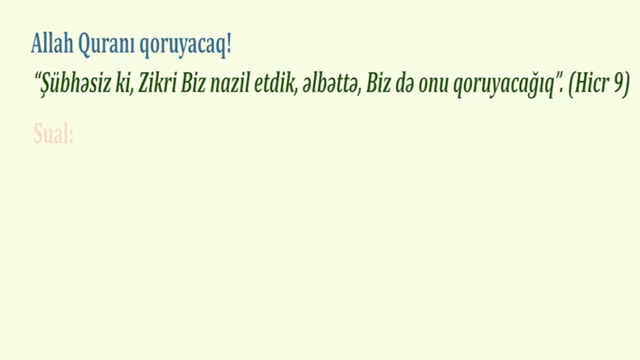 Allah Quranı qoruyacaq!
“Şübhəsiz ki, Zikri Biz nazil etdik, əlbəttə, Biz də onu qoruyacağıq”. (Hicr 9)
Sual: